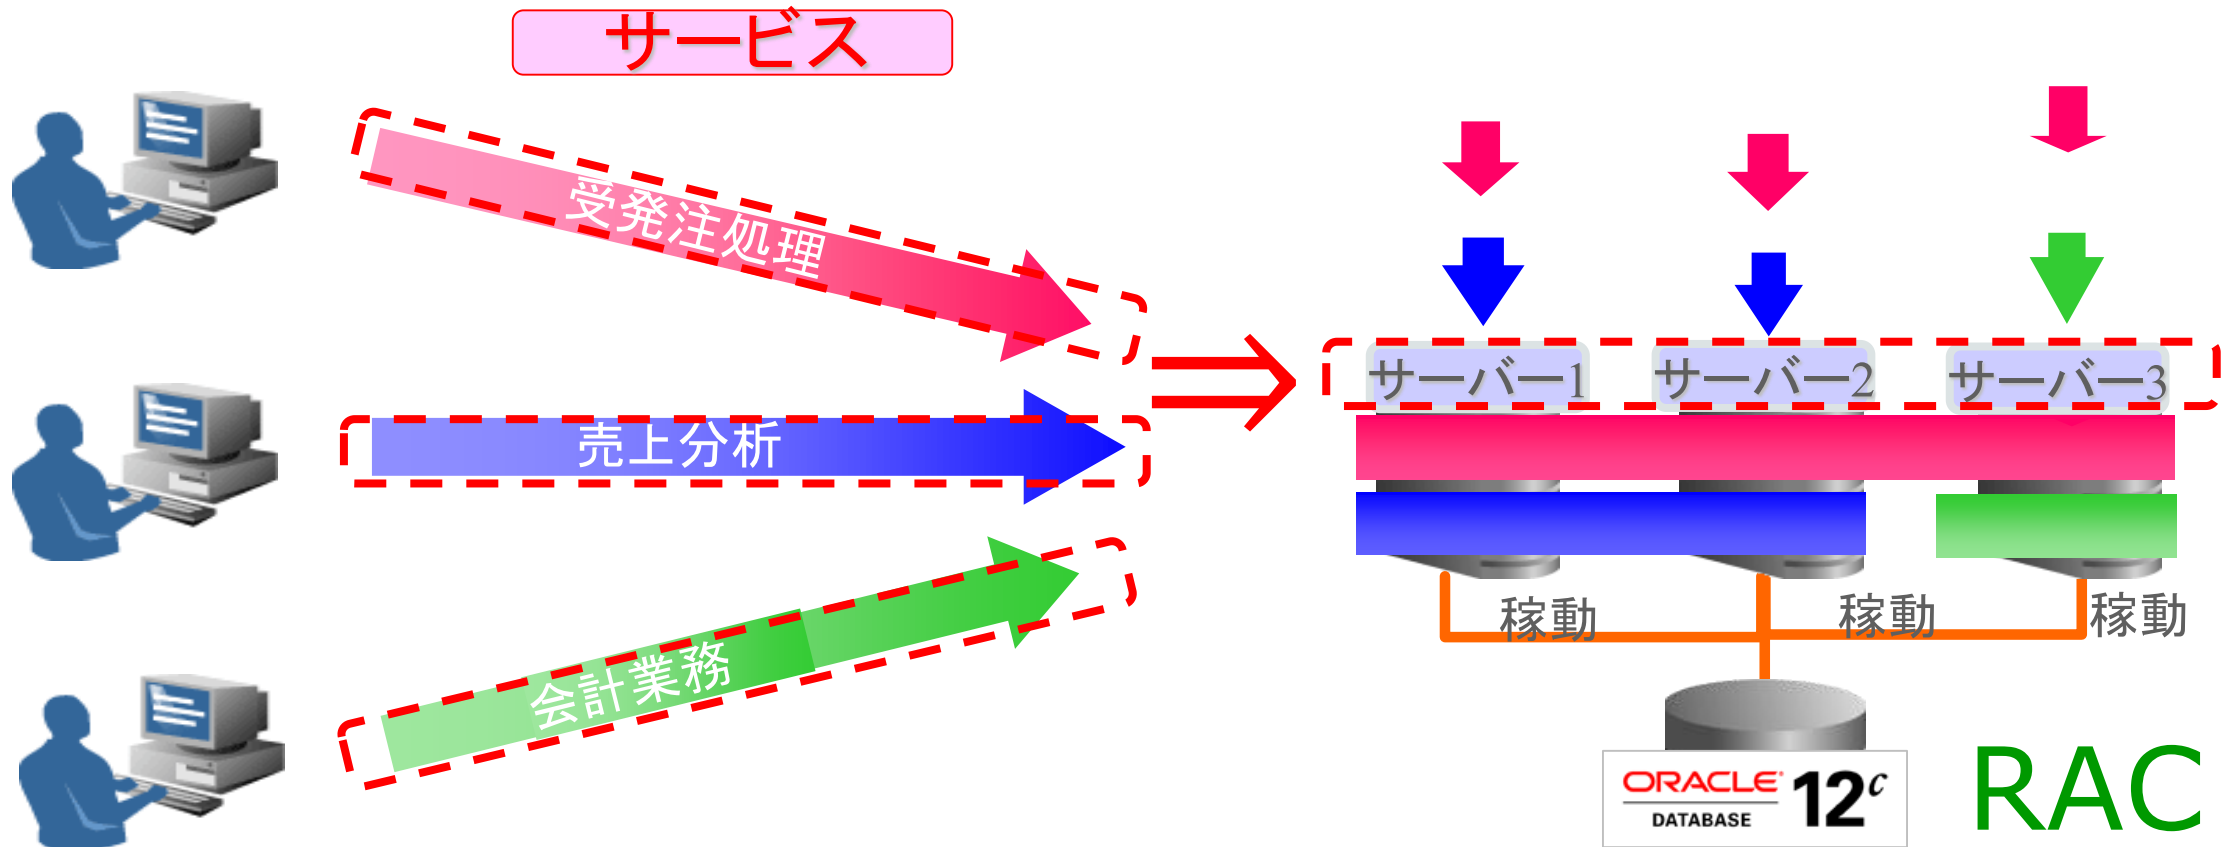 サービス
受発注処理
売上分析
会計業務
サーバー1
サーバー2
サーバー3
稼動
稼動
稼動
ORACLE
DATABASE
12c
RAC